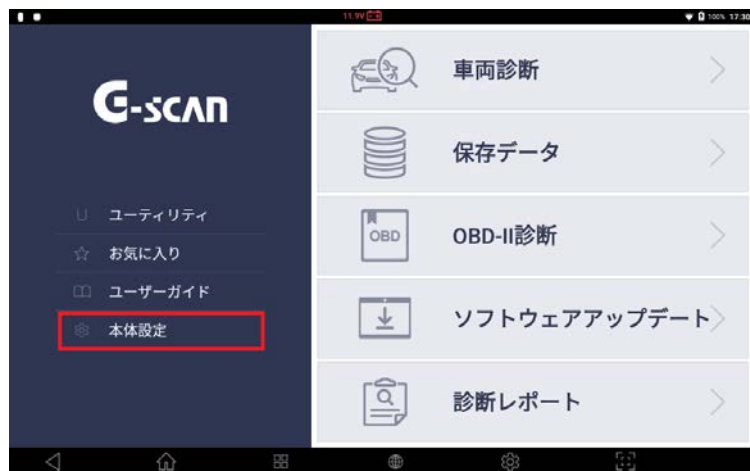 11.9V
100% 17:30
G-scan
ユーティリティ
お気に入り
ユーザーガイド
本体設定
車両診断
保存データ
OBD
OBD-II診断
ソフトウェアアップデート
診断レポート